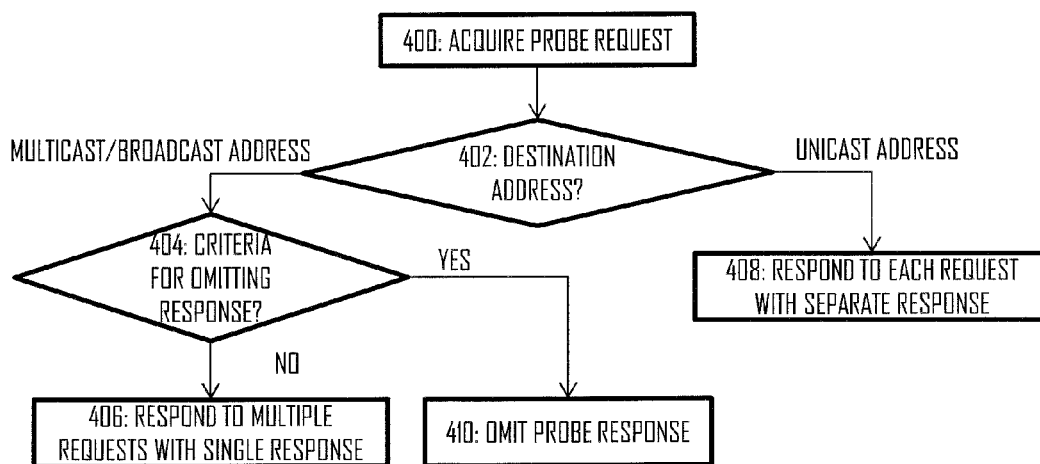 400: ACQUIRE PROBE REQUEST
MULTICAST/BROADCAST ADDRESS
402: DESTINATION
ADDRESS?
UNICAST ADDRESS
404: CRITERIA
FOR OMITTING
RESPONSE?
YES
408: RESPOND TO EACH REQUEST
WITH SEPARATE RESPONSE
NO
406: RESPOND TO MULTIPLE
REQUESTS WITH SINGLE RESPONSE
410: OMIT PROBE RESPONSE